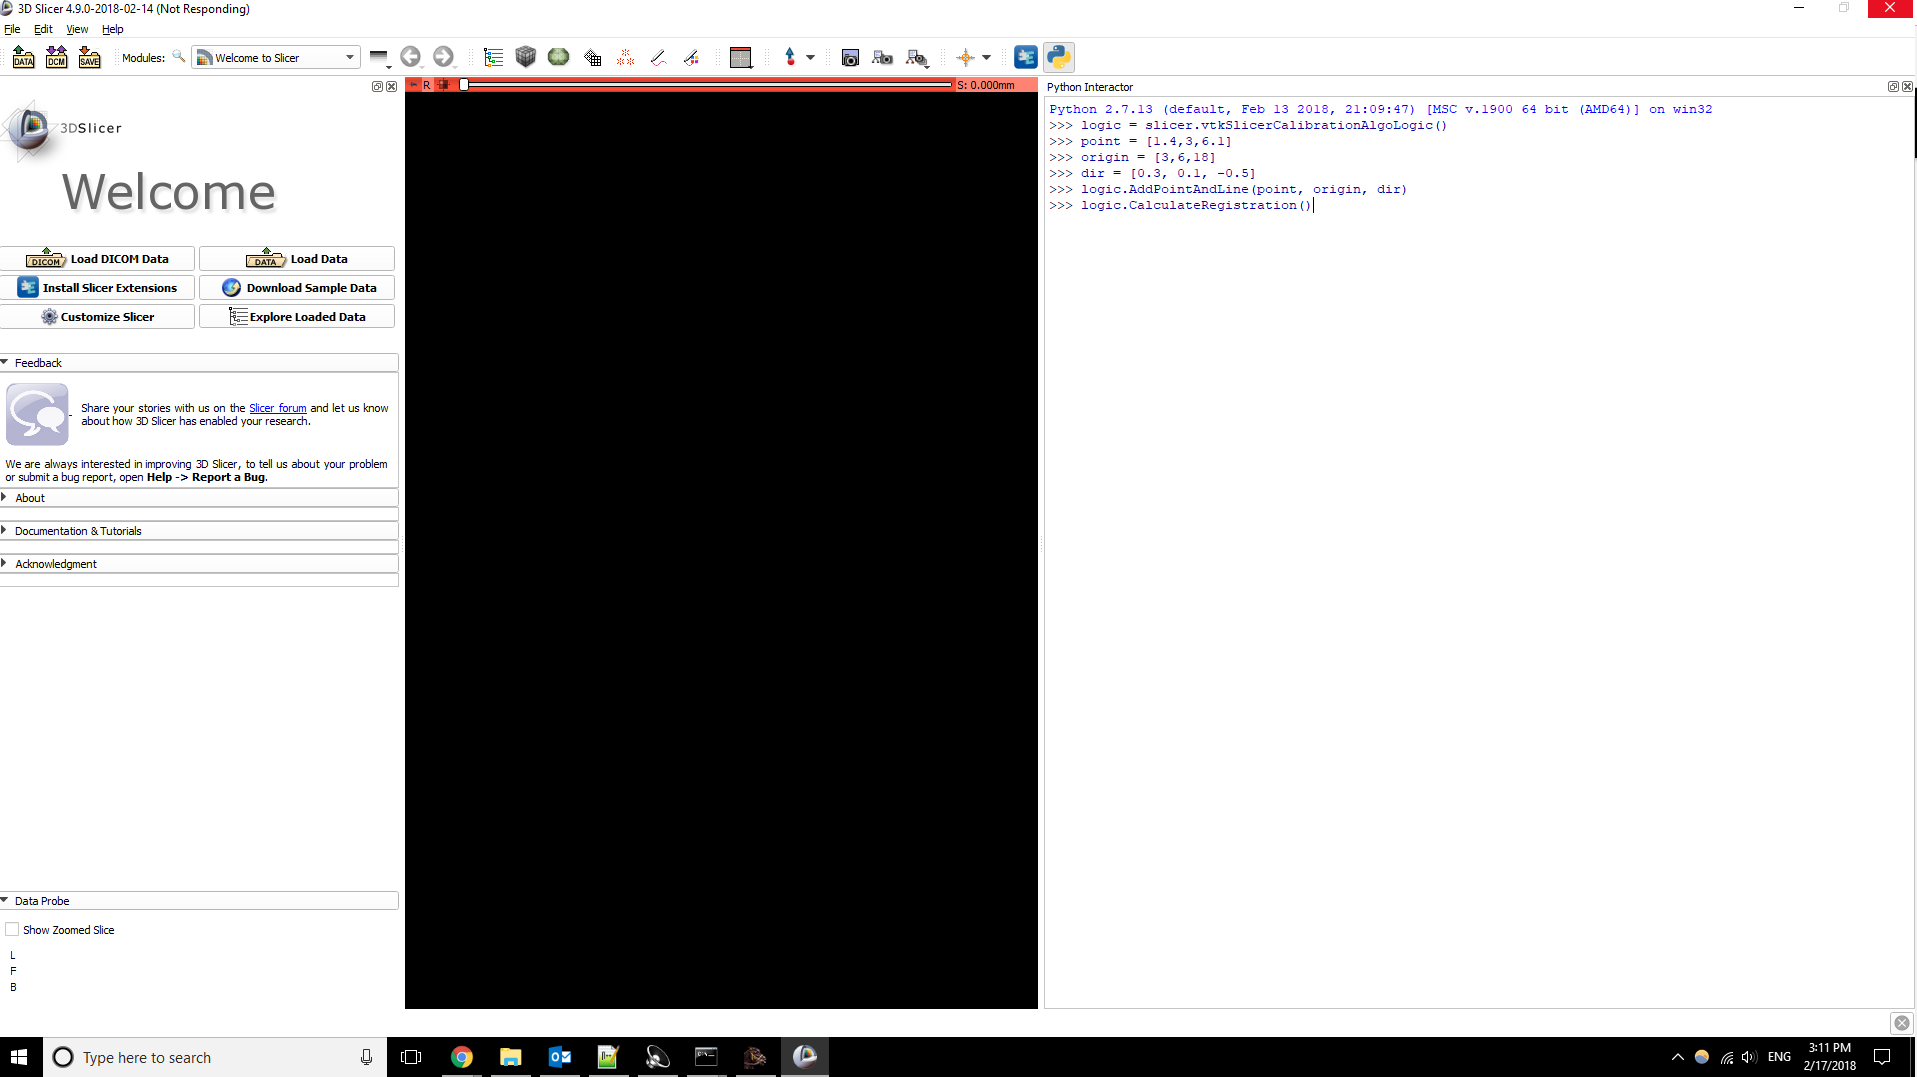 3D Slicer 4.9.0-2018-02-14 (Not Responding)
File Edit View Help
DATA DCM SAVE Modules: Welcome to Slicer
R S: 0.000mm
Python Interactor
3DSlicer
Welcome
DICOM Load DICOM Data DATA Load Data
Install Slicer Extensions Download Sample Data
Customize Slicer Explore Loaded Data
Feedback
Share your stories with us on the Slicer forum and let us know
about how 3D Slicer has enabled your research.
We are always interested in improving 3D Slicer, to tell us about your problem
or submit a bug report, open Help -> Report a Bug.
About
Documentation & Tutorials
Acknowledgment
Data Probe
Show Zoomed Slice
L
F
B
Python 2.7.13 (default, Feb 13 2018, 21:09:47) [MSC v.1900 64 bit (AMD64)] on win32
>>> logic = slicer.vtkSlicerCalibrationAlgoLogic()
>>> point = [1.4,3,6.1]
>>> origin = [3,6,18]
>>> dir = [0.3, 0.1, -0.5]
>>> logic.AddPointAndLine(point, origin, dir)
>>> logic.CalculateRegistration()
Type here to search
ENG
3:11 PM
2/17/2018